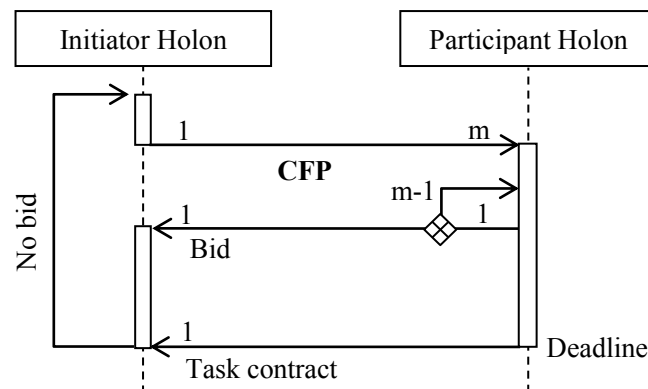 Initiator Holon
Participant Holon
1
m
CFP
m-1
1
1
Bid
No bid
1
Task contract
Deadline